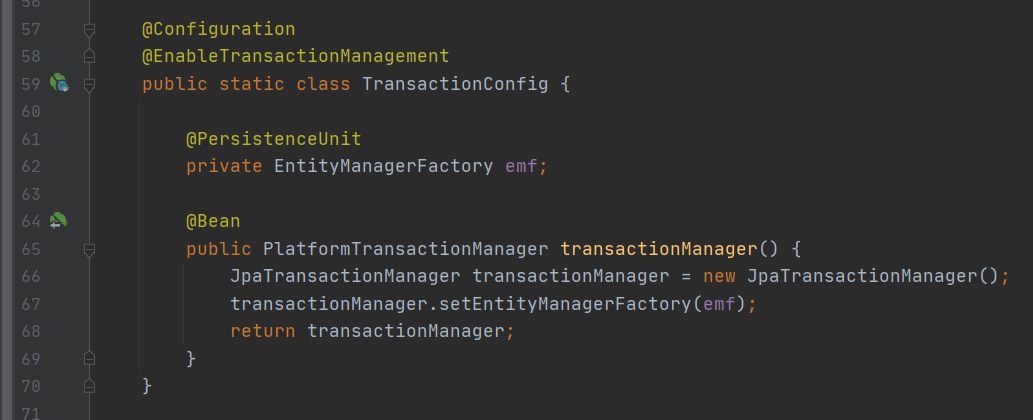 56
57 @Configuration
58 @EnableTransactionManagement
59 public static class TransactionConfig {
60
61 @PersistenceUnit
62 private EntityManagerFactory emf;
63
64 @Bean
65 public PlatformTransactionManager transactionManager() {
66 JpaTransactionManager transactionManager = new JpaTransactionManager();
67 transactionManager.setEntityManagerFactory(emf);
68 return transactionManager;
69 }
70 }
71